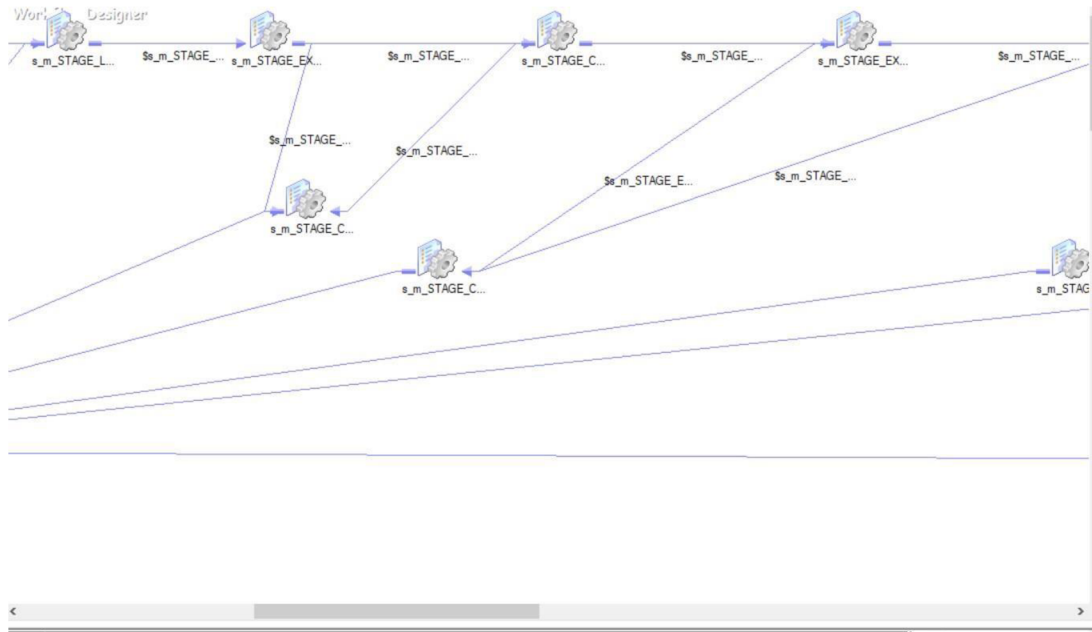 Designer
s_m_STAGE_L...
$s_m_STAGE_...
s_m_STAGE_EX...
$s_m_STAGE_...
s_m_STAGE_C...
$s_m_STAGE_...
s_m_STAGE_EX...
$s_m_STAGE_...
$s_m_STAGE_...
$s_m_STAGE_...
$s_m_STAGE_E...
$s_m_STAGE_...
s_m_STAGE_C...
s_m_STAGE_C...
s_m_STAG